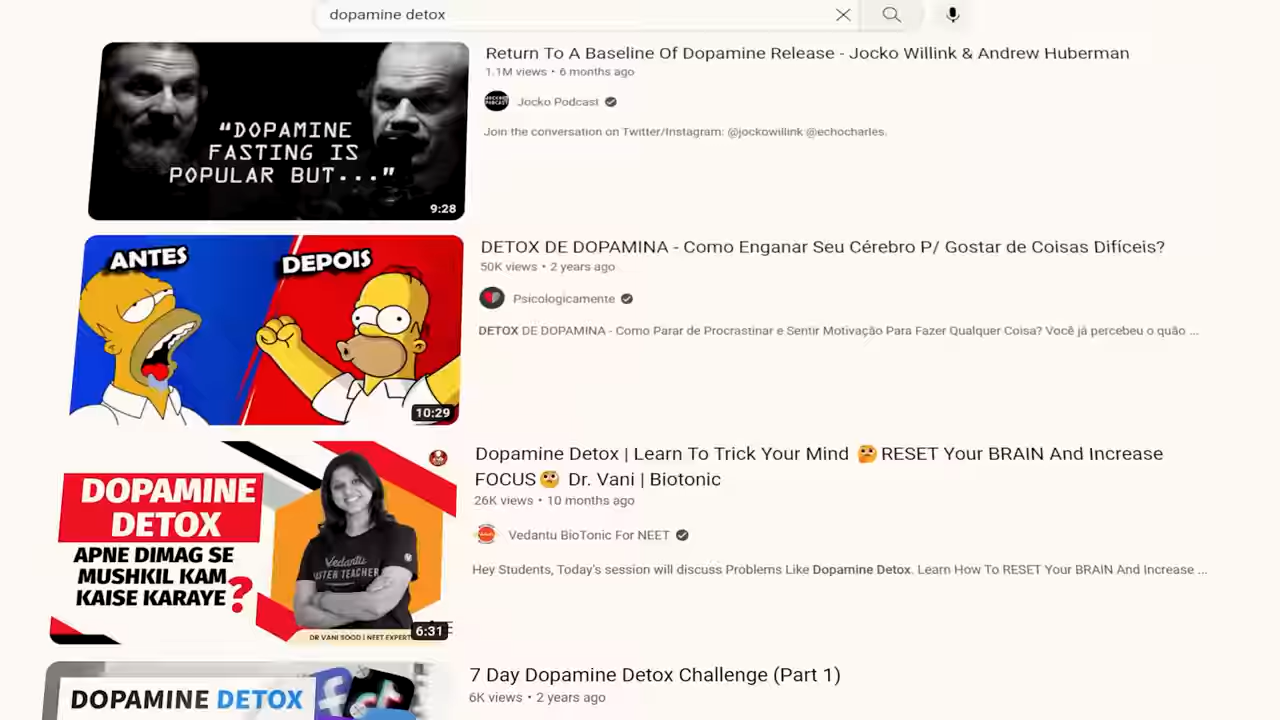 dopamine detox
Return To A Baseline Of Dopamine Release - Jocko Willink & Andrew Huberman
1.1M views • 6 months ago
Jocko Podcast
Join the conversation on Twitter/Instagram: @jockowillink @echocharles.
“DOPAMINE
FASTING IS
POPULAR BUT...”
9:28
DETOX DE DOPAMINA - Como Enganar Seu Cérebro P/ Gostar de Coisas Difíceis?
50K views • 2 years ago
Psicologicamente
DETOX DE DOPAMINA - Como Parar de Procrastinar e Sentir Motivação Para Fazer Qualquer Coisa? Você já percebeu o quão ...
ANTES
DEPOIS
10:29
Dopamine Detox | Learn To Trick Your Mind 🤔RESET Your BRAIN And Increase
FOCUS🧐 Dr. Vani | Biotonic
26K views • 10 months ago
Vedantu BioTonic For NEET
Hey Students, Today's session will discuss Problems Like Dopamine Detox. Learn How To RESET Your BRAIN And Increase ...
DOPAMINE
DETOX
APNE DIMAG SE
MUSHKIL KAM
KAISE KARAYE?
Vedantu
TEACHER
DR VANI SOOD | NEET EXPERT
6:31
7 Day Dopamine Detox Challenge (Part 1)
6K views • 2 years ago
DOPAMINE DETOX